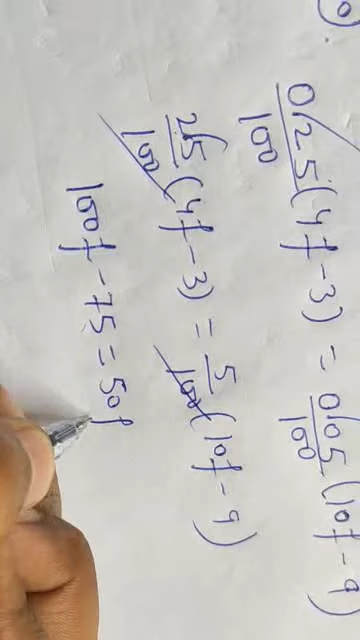 0.25/100 (4f - 3) = 0.05/100 (10f - 9)
25/100 (4f - 3) = 5/100 (10f - 9)
100f - 75 = 50f